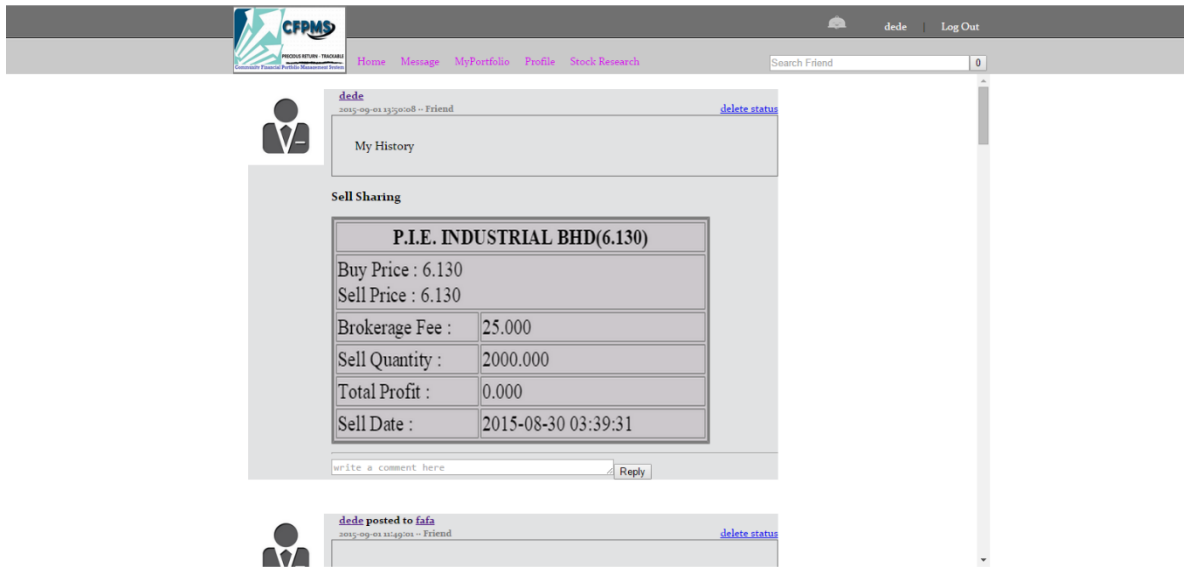 CFPMS
PRECIOUS RETURN - TRACKABLE
Community Financial Portfolio Management System
dede | Log Out
Home Message MyPortfolio Profile Stock Research
Search Friend 0
dede
2015-09-01 13:50:08 -- Friend delete status
My History
Sell Sharing
P.I.E. INDUSTRIAL BHD(6.130)
Buy Price : 6.130
Sell Price : 6.130
Brokerage Fee : 25.000
Sell Quantity : 2000.000
Total Profit : 0.000
Sell Date : 2015-08-30 03:39:31
write a comment here Reply
dede posted to fafa
2015-09-01 11:49:01 -- Friend delete status